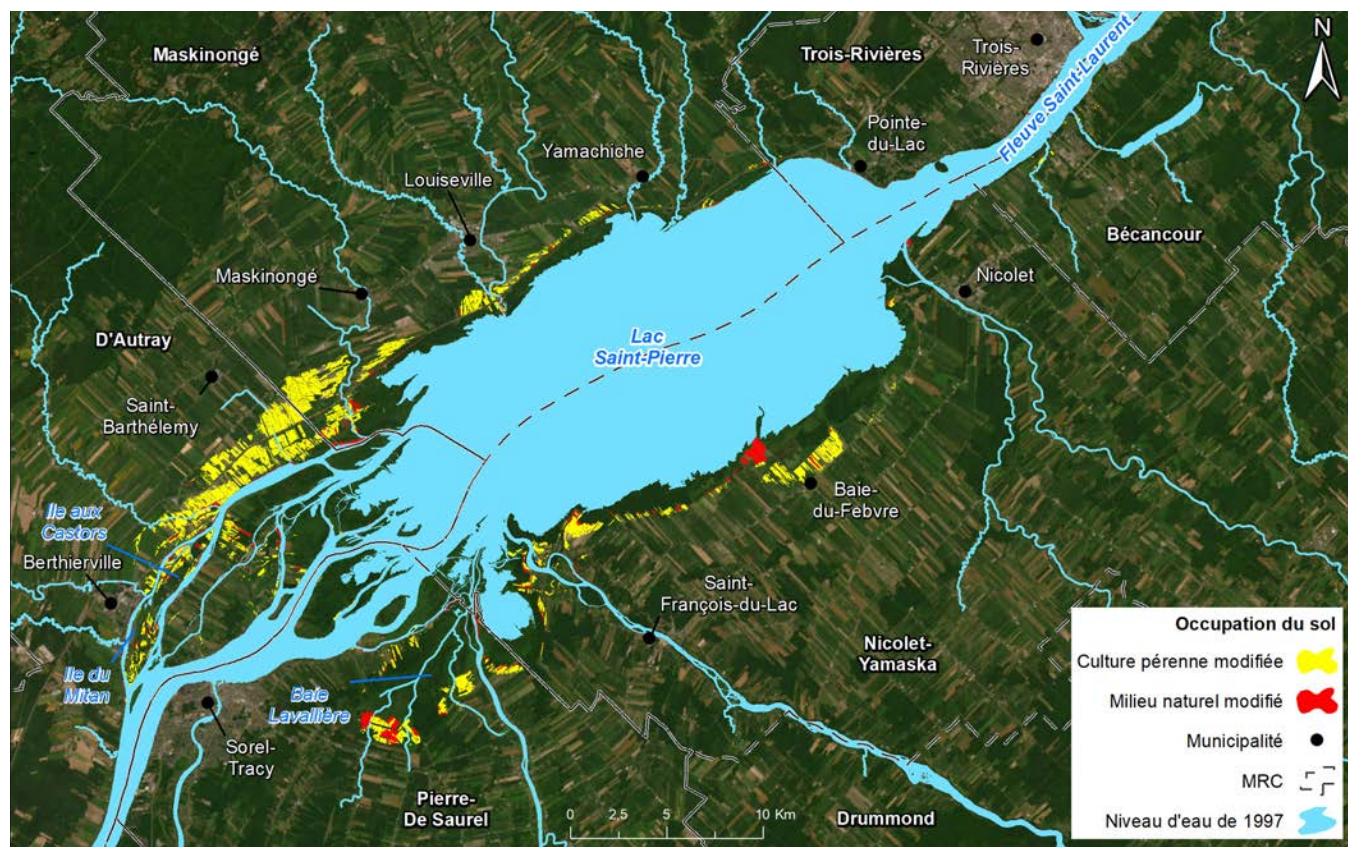 Maskinongé
Trois-Rivières
Trois-
Rivières
N
Fleuve Saint-Laurent
Pointe-
du-Lac
Yamachiche
Louiseville
Bécancour
Maskinongé
Nicolet
D'Autray
Lac
Saint-Pierre
Saint-
Barthélemy
Baie-
du-Febvre
Ile aux
Castors
Berthierville
Saint-
François-du-Lac
Ile du
Mitan
Baie
Lavallière
Nicolet-
Yamaska
Sorel-
Tracy
Pierre-
De Saurel
Drummond
0 5 10 Km
Occupation du sol
Culture pérenne modifiée
Milieu naturel modifié
Municipalité
MRC
Niveau d'eau de 1997